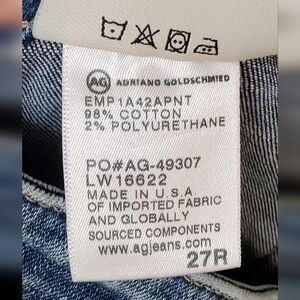 AG ADRIANO GOLDSCHMIED
EMP1A42APNT
98% COTTON
2% POLYURETHANE
PO#AG-49307
LW16622
MADE IN U.S.A.
OF IMPORTED FABRIC
AND GLOBALLY
SOURCED COMPONENTS
www.agjeans.com
27R